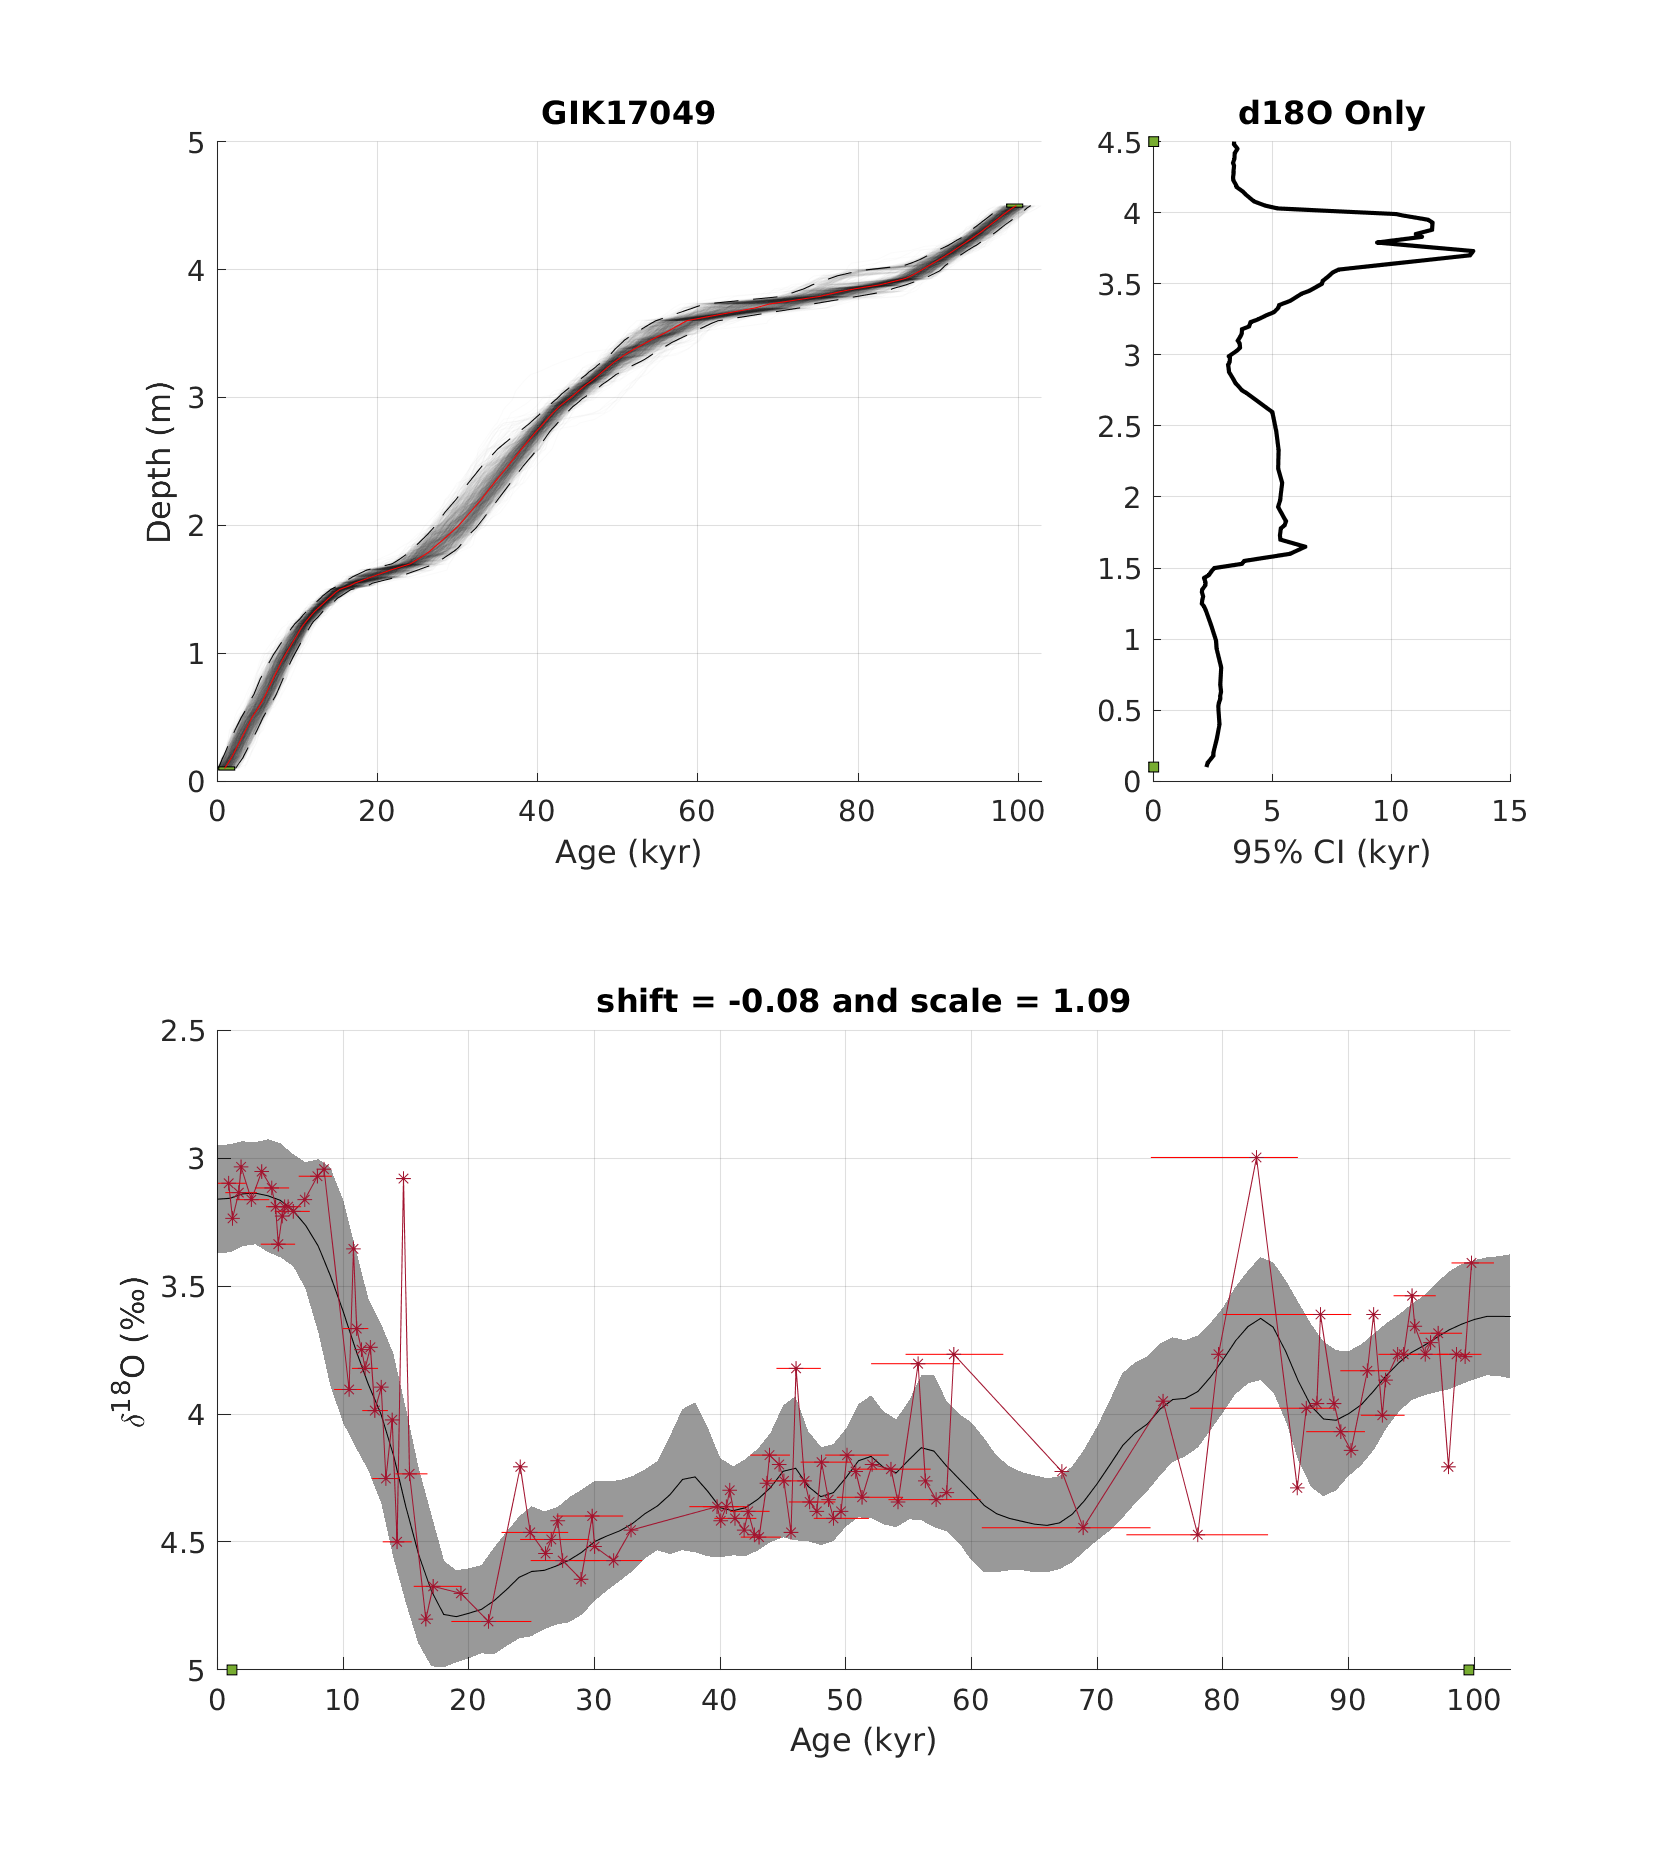 GIK17049
5
4
3
2
1
0
Depth (m)
0 20 40 60 80 100
Age (kyr)
d18O Only
4.5
4
3.5
3
2.5
2
1.5
1
0.5
0
0 5 10 15
95% CI (kyr)
shift = -0.08 and scale = 1.09
2.5
3
3.5
4
4.5
5
δ18O (‰)
0 10 20 30 40 50 60 70 80 90 100
Age (kyr)